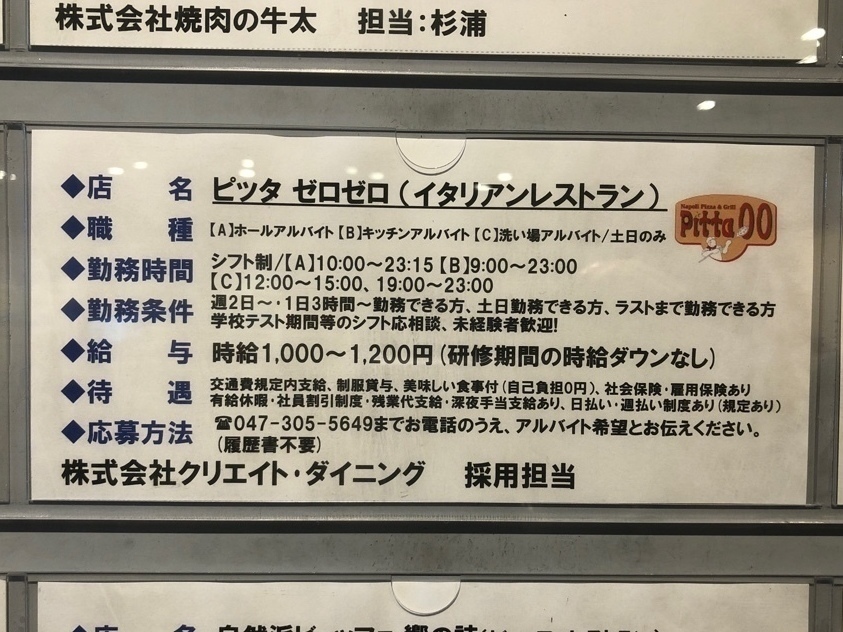 株式会社焼肉の牛太　担当：杉浦
◆店　名　ピッタ ゼロゼロ（イタリアンレストラン）
Napoli Pizza & Grill
Pitta 00
◆職　種　【A】ホールアルバイト【B】キッチンアルバイト【C】洗い場アルバイト/土日のみ
◆勤務時間　シフト制/【A】10:00～23:15【B】9:00～23:00
【C】12:00～15:00、19:00～23:00
◆勤務条件　週2日～・1日3時間～勤務できる方、土日勤務できる方、ラストまで勤務できる方
学校テスト期間等のシフト応相談、未経験者歓迎!
◆給　与　時給1,000～1,200円（研修期間の時給ダウンなし）
◆待　遇　交通費規定内支給、制服貸与、美味しい食事付（自己負担0円）、社会保険・雇用保険あり
有給休暇・社員割引制度・残業代支給・深夜手当支給あり、日払い・週払い制度あり（規定あり）
◆応募方法　☎047-305-5649までお電話のうえ、アルバイト希望とお伝えください。
（履歴書不要）
株式会社クリエイト・ダイニング　採用担当
◆店　名